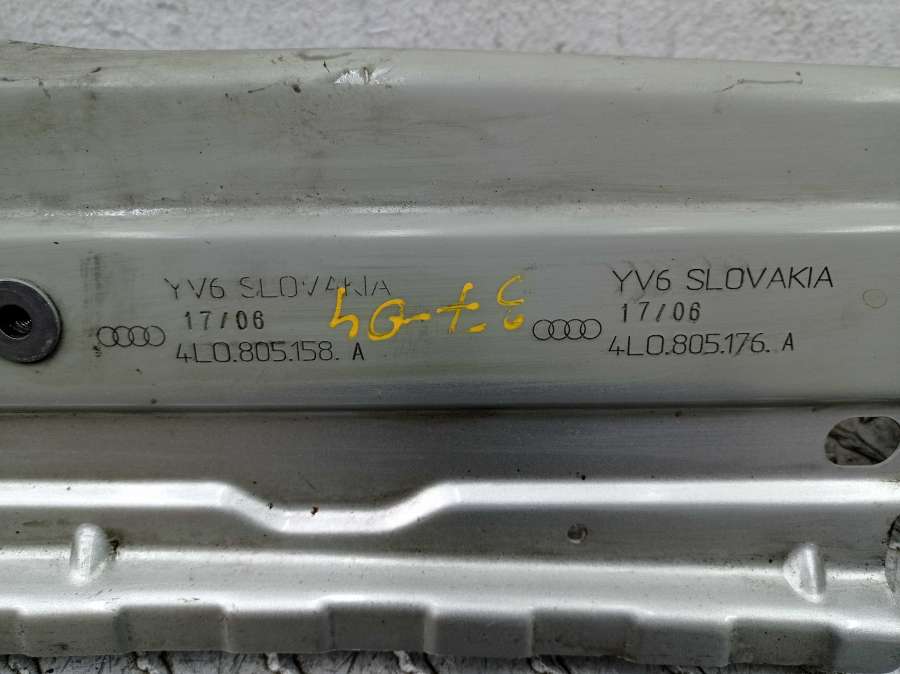 YV6 SLOVAKIA
17/06
4L0.805.158. A
YV6 SLOVAKIA
17/06
4L0.805.176. A